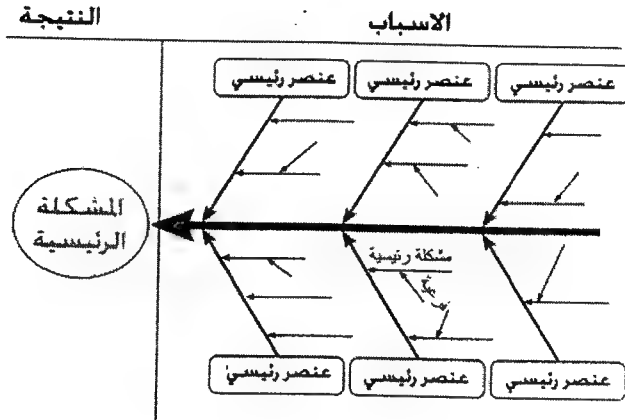 الاسباب
النتيجة
عنصر رئيسي
عنصر رئيسي
عنصر رئيسي
المشكلة
الرئيسية
مشكلة رئيسية
عنصر رئيسي
عنصر رئيسي
عنصر رئيسي